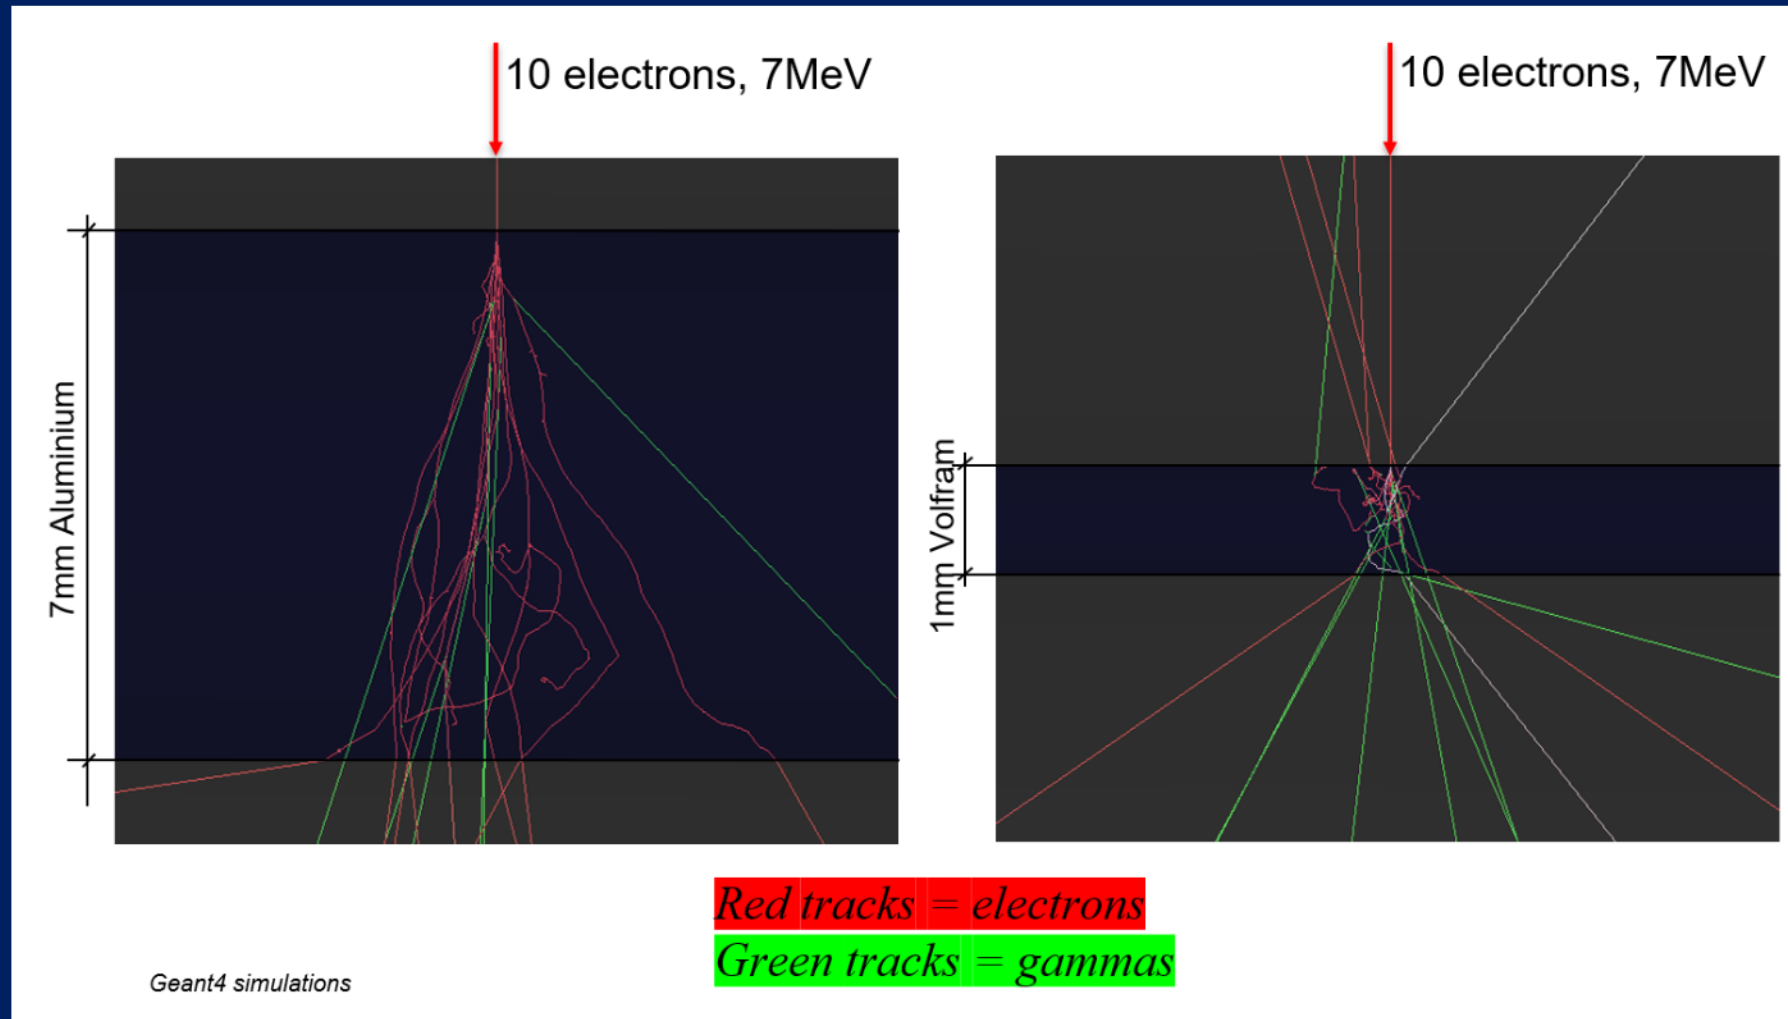 10 electrons, 7MeV
10 electrons, 7MeV
7mm Aluminium
1mm Volfram
Red tracks = electrons
Green tracks = gammas
Geant4 simulations